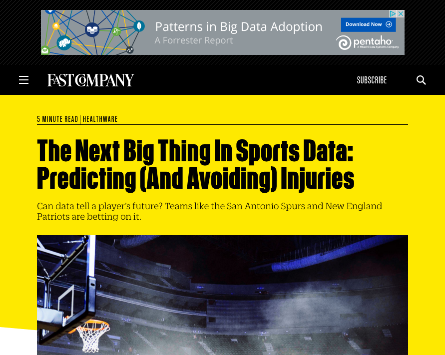 Patterns in Big Data Adoption
A Forrester Report
Download Now
pentaho
FAST COMPANY
SUBSCRIBE
5 MINUTE READ | HEALTHWARE
The Next Big Thing In Sports Data:
Predicting (And Avoiding) Injuries
Can data tell a player's future? Teams like the San Antonio Spurs and New England
Patriots are betting on it.